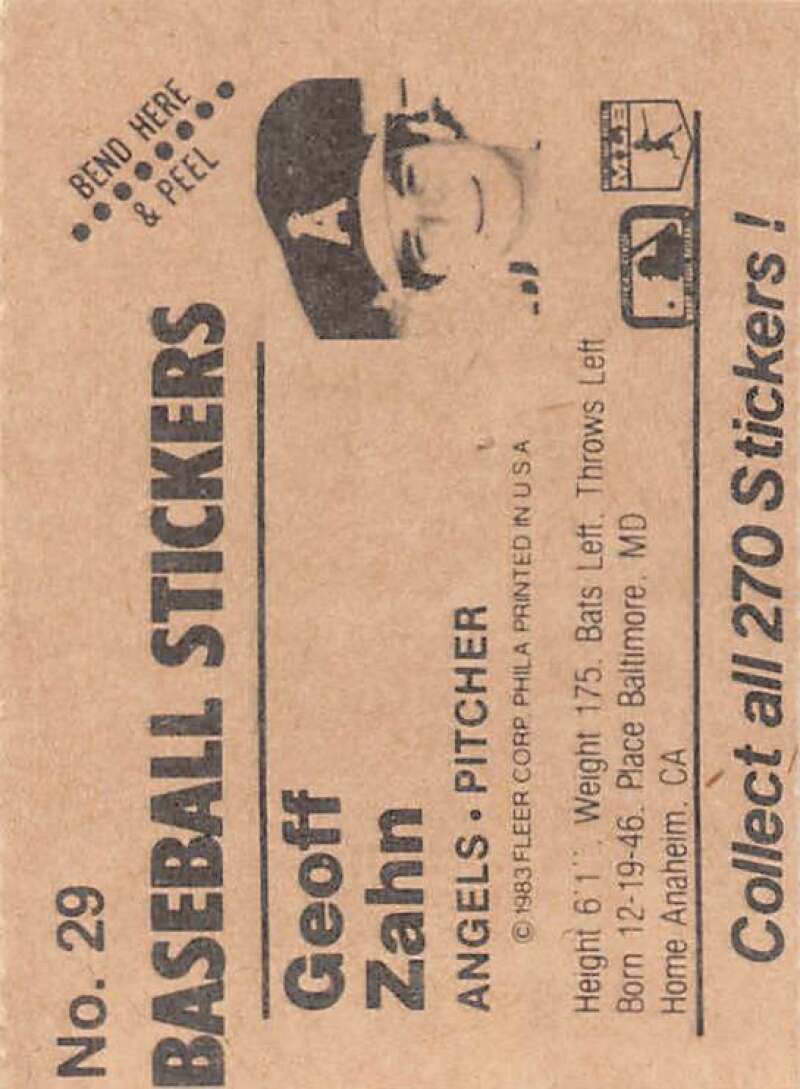 No. 29
BEND HERE
& PEEL
BASEBALL STICKERS
Geoff
Zahn
ANGELS • PITCHER
© 1983 FLEER CORP. PHILA PRINTED IN U S A
Height 6'1", Weight 175. Bats Left. Throws Left
Born 12-19-46. Place Baltimore, MD
Home Anaheim, CA
A
Collect all 270 Stickers!